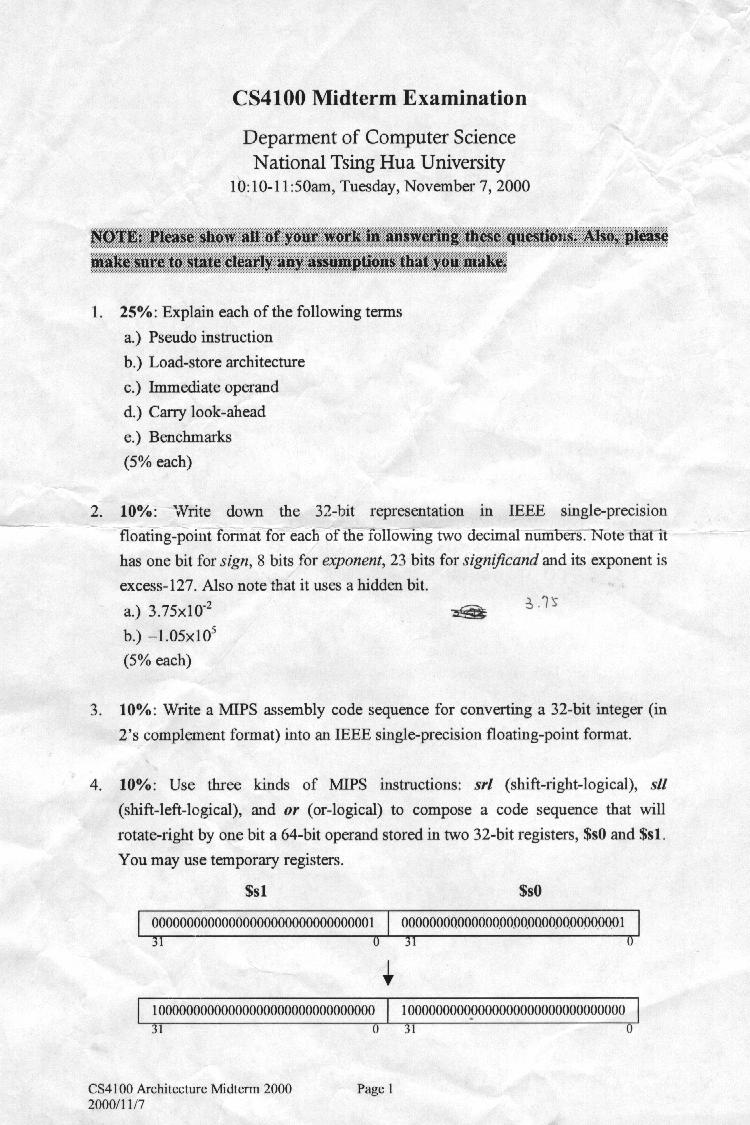 CS4100 Midterm Examination
Deparment of Computer Science
National Tsing Hua University
10:10-11:50am, Tuesday, November 7, 2000
NOTE: Please show all of your work in answering these questions. Also, please
make sure to state clearly any assumptions that you make.
1. 25%: Explain each of the following terms
a.) Pseudo instruction
b.) Load-store architecture
c.) Immediate operand
d.) Carry look-ahead
e.) Benchmarks
(5% each)
2. 10%: Write down the 32-bit representation in IEEE single-precision
floating-point format for each of the following two decimal numbers. Note that it
has one bit for sign, 8 bits for exponent, 23 bits for significand and its exponent is
excess-127. Also note that it uses a hidden bit.
a.) 3.75x10⁻² 3.75
b.) –1.05x10⁵
(5% each)
3. 10%: Write a MIPS assembly code sequence for converting a 32-bit integer (in
2's complement format) into an IEEE single-precision floating-point format.
4. 10%: Use three kinds of MIPS instructions: srl (shift-right-logical), sll
(shift-left-logical), and or (or-logical) to compose a code sequence that will
rotate-right by one bit a 64-bit operand stored in two 32-bit registers, $s0 and $s1.
You may use temporary registers.
$s1 $s0
00000000000000000000000000000001 00000000000000000000000000000001
31 0 31 0
10000000000000000000000000000000 10000000000000000000000000000000
31 0 31 0
CS4100 Architecture Midterm 2000 Page 1
2000/11/7